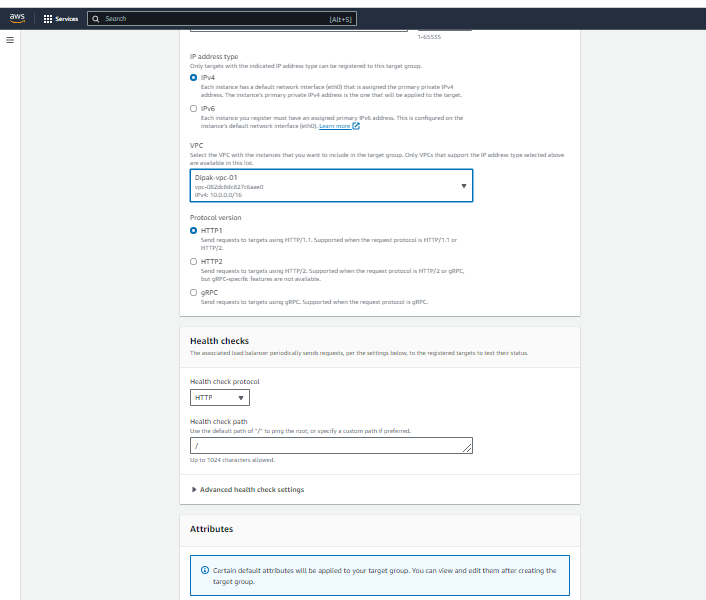 aws
Services
Search
[Alt+S]
1-65535
IP address type
Only targets with the indicated IP address type can be registered to this target group.
IPv4
Each instance has a default network interface (eth0) that is assigned the primary private IPv4
address. The instance's primary private IPv4 address is the one that will be applied to the target.
IPv6
Each instance you register must have an assigned primary IPv6 address. This is configured on the
instance's default network interface (eth0). Learn more
VPC
Select the VPC with the instances that you want to include in the target group. Only VPCs that support the IP address type selected above
are available in this list.
Dipak-vpc-01
IPv4: 10.0.0.0/16
Protocol version
HTTP1
Send requests to targets using HTTP/1.1. Supported when the request protocol is HTTP/1.1 or
HTTP/2.
HTTP2
Send requests to targets using HTTP/2. Supported when the request protocol is HTTP/2 or gRPC,
but gRPC-specific features are not available.
gRPC
Send requests to targets using gRPC. Supported when the request protocol is gRPC.
Health checks
The associated load balancer periodically sends requests, per the settings below, to the registered targets to test their status.
Health check protocol
HTTP
Health check path
Use the default path of "/" to ping the root, or specify a custom path if preferred.
/
Up to 1024 characters allowed.
Advanced health check settings
Attributes
Certain default attributes will be applied to your target group. You can view and edit them after creating the
target group.